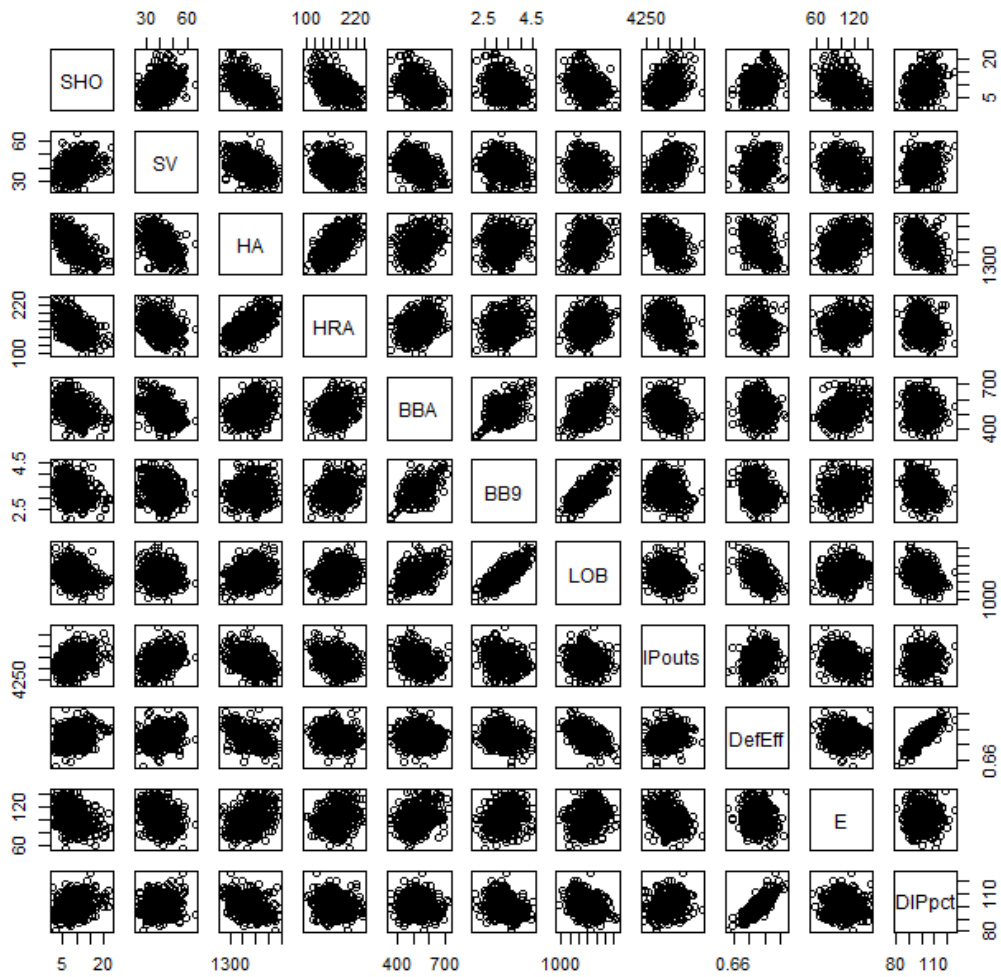 30 60 100 220 2.5 4.5 4250 60 120
SHO 5 20
30 60 SV
HA 1300
100 220 HRA
BBA 400 700
2.5 4.5 BB9
LOB 1000
4250 IPouts
DefEff 0.66
60 120 E
DIPpct 80 110
5 20 1300 400 700 1000 0.66 80 110